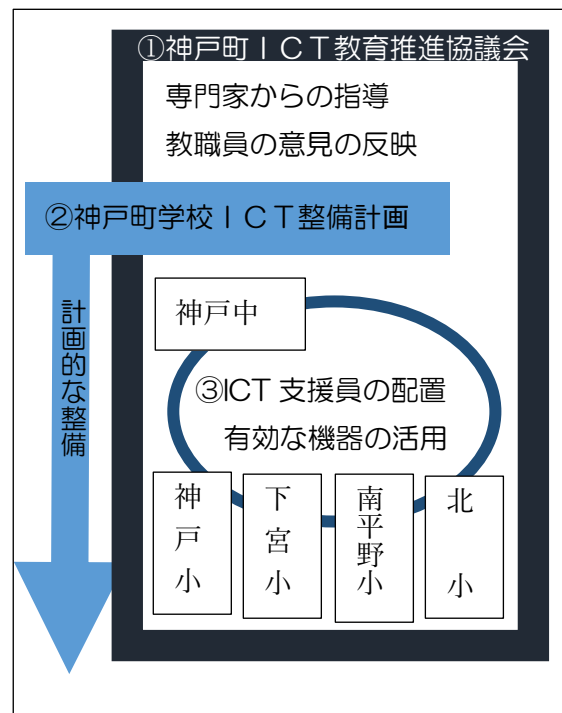 ①神戸町ＩＣＴ教育推進協議会
専門家からの指導
教職員の意見の反映
②神戸町学校ＩＣＴ整備計画
計画的な整備
神戸中
③ICT 支援員の配置
有効な機器の活用
神戸小
下宮小
南平野小
北小